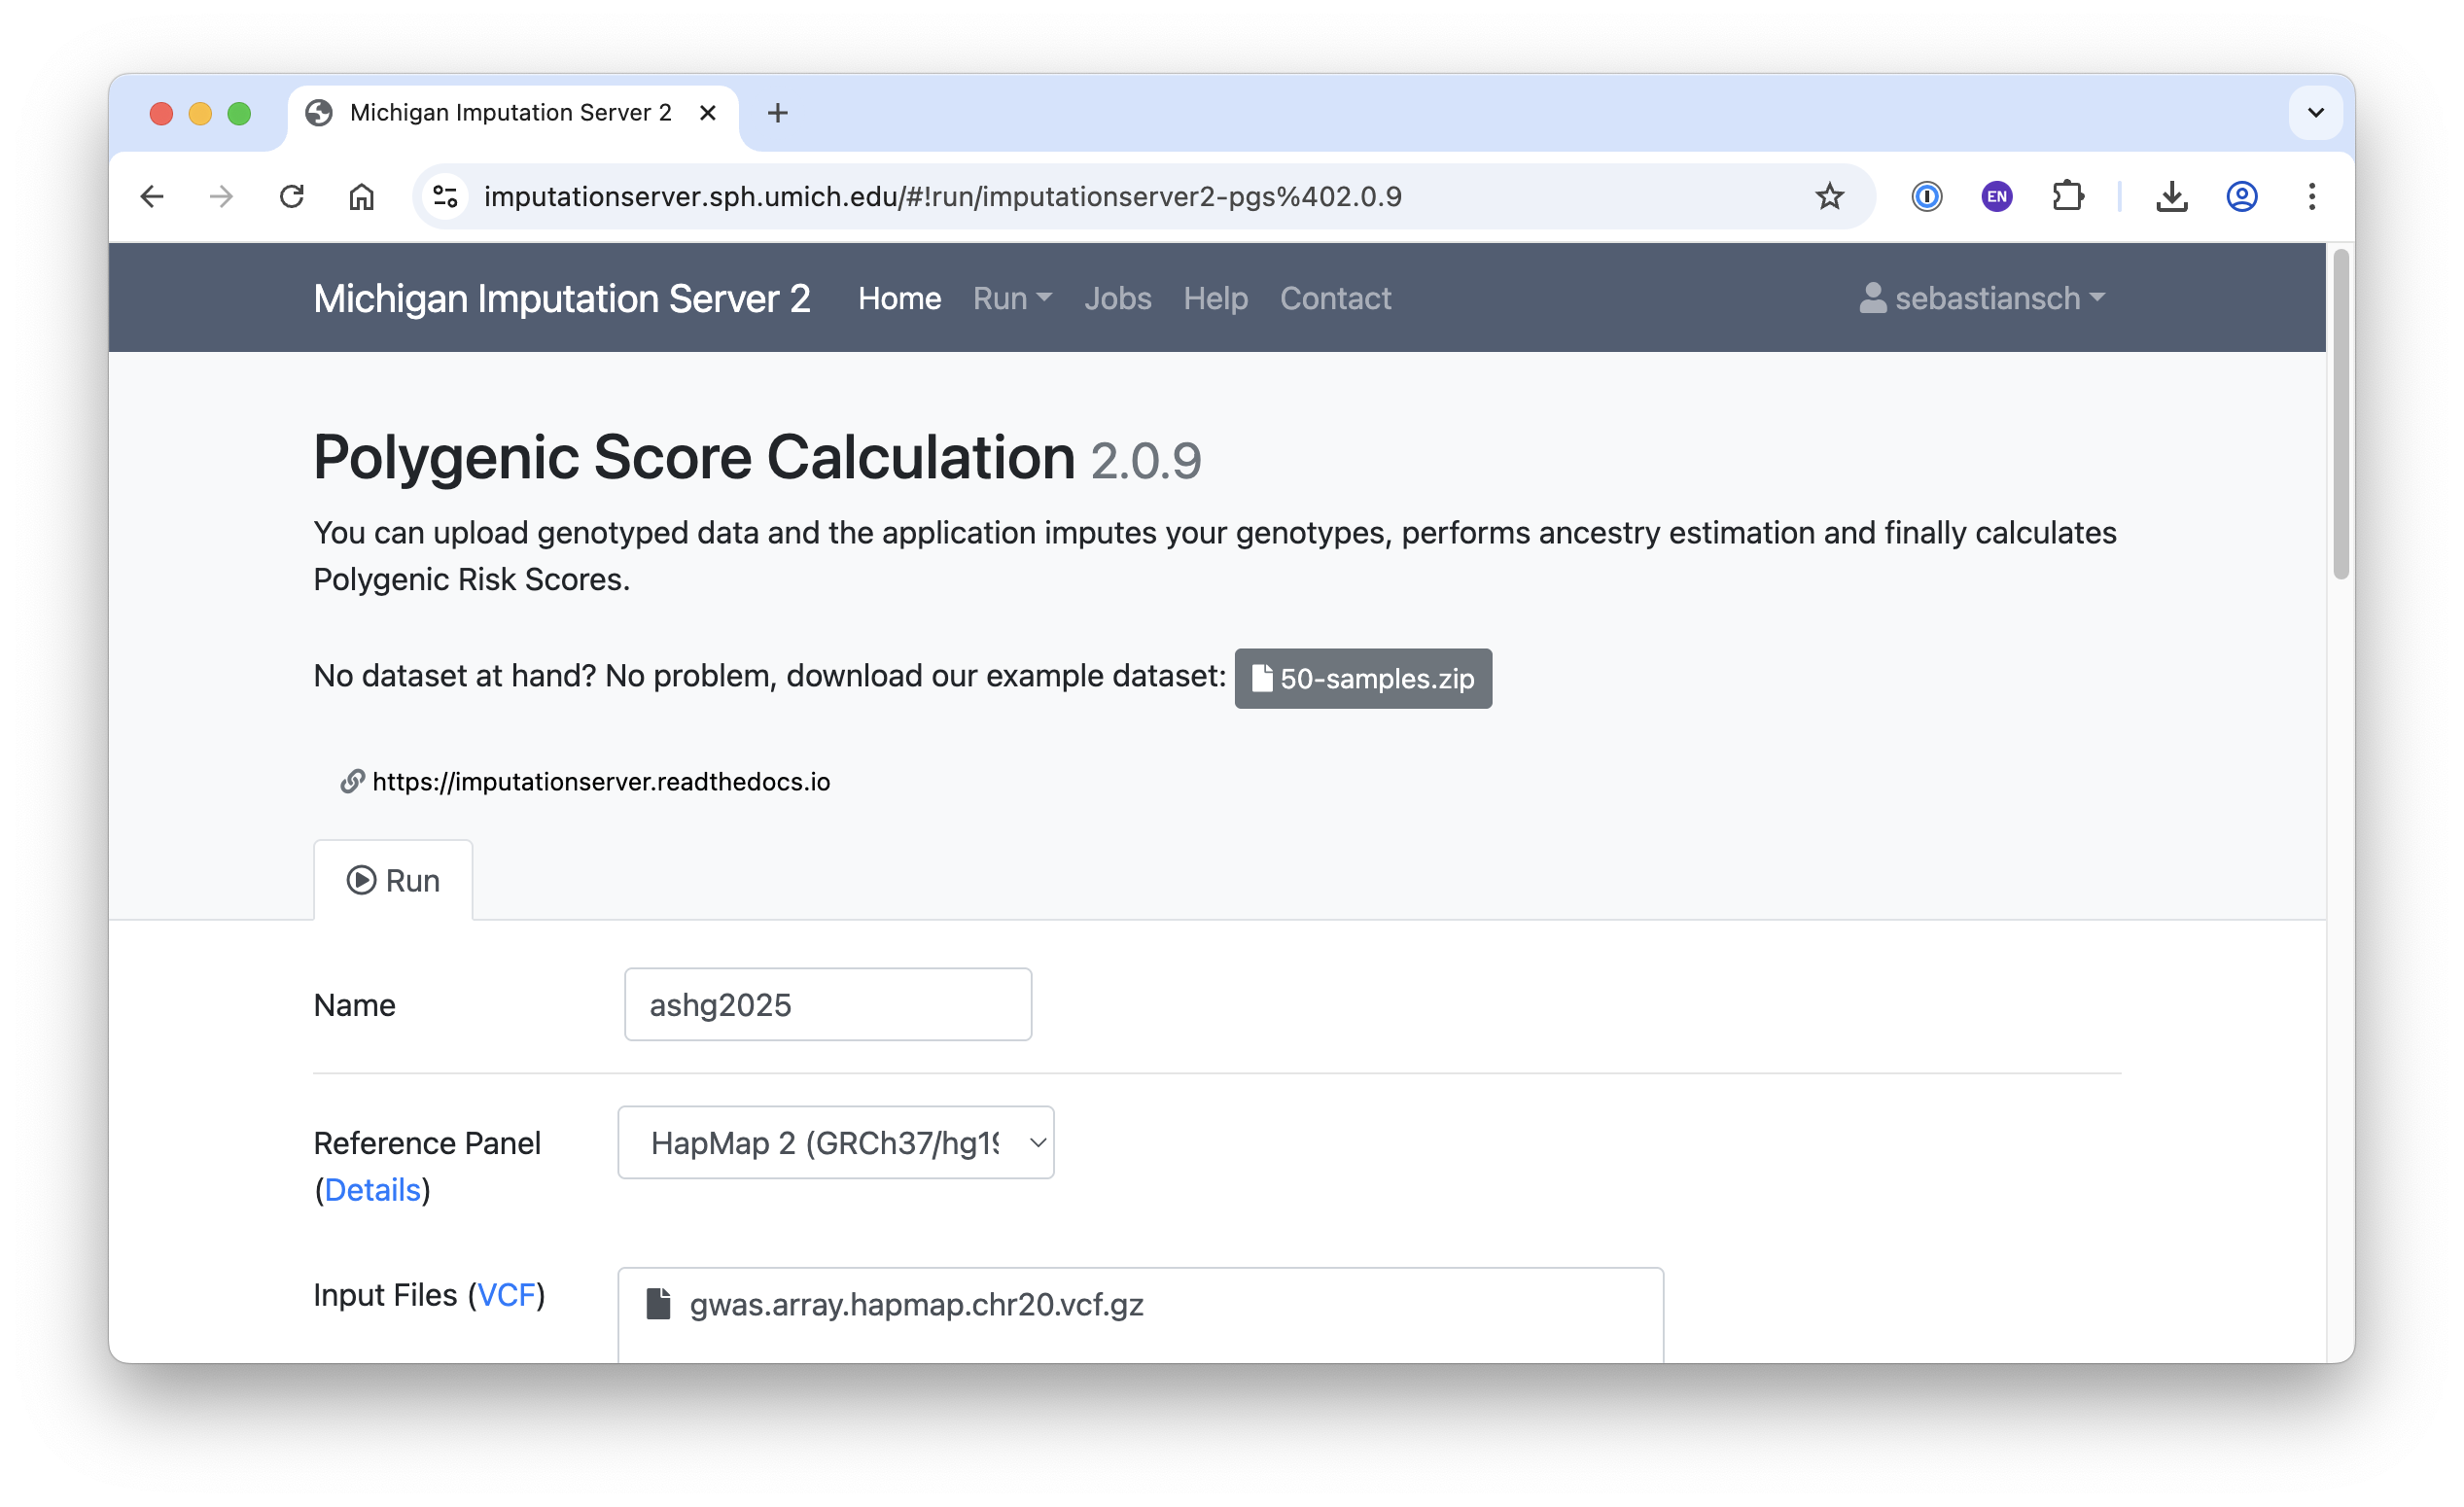 Michigan Imputation Server 2
imputationserver.sph.umich.edu/#!run/imputationserver2-pgs%402.0.9
EN
Michigan Imputation Server 2 Home Run Jobs Help Contact sebastiansch
Polygenic Score Calculation 2.0.9
You can upload genotyped data and the application imputes your genotypes, performs ancestry estimation and finally calculates
Polygenic Risk Scores.
No dataset at hand? No problem, download our example dataset: 50-samples.zip
https://imputationserver.readthedocs.io
Run
Name ashg2025
Reference Panel HapMap 2 (GRCh37/hg19
(Details)
Input Files (VCF) gwas.array.hapmap.chr20.vcf.gz